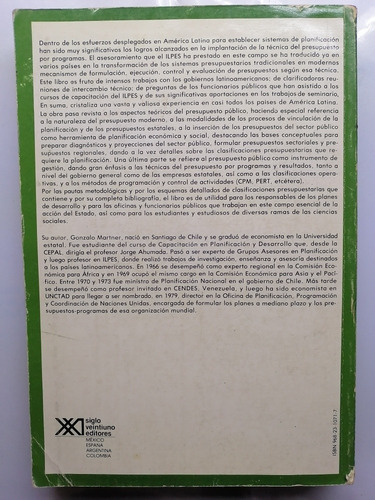 Dentro de los esfuerzos desplegados en América Latina para establecer sistemas de planificación
han sido muy significativos los logros alcanzados en la implantación de la técnica del presupuesto
por programas. El asesoramiento que el ILPES ha prestado en este campo se ha traducido ya en
varios países en la transformación de los sistemas presupuestarios tradicionales en modernos
mecanismos de formulación, ejecución, control y evaluación de presupuestos según esa técnica.
Este libro es fruto de intensos trabajos con los gobiernos latinoamericanos; de clarificadoras reu-
niones de intercambio técnico; de preguntas de los funcionarios públicos que han asistido a los
cursos de capacitación del ILPES y de sus significativas aportaciones en los trabajos de seminario.
En suma, cristaliza una vasta y valiosa experiencia en casi todos los países de América Latina.
La obra pasa revista a los aspectos teóricos del presupuesto público, haciendo especial referencia
a la naturaleza del presupuesto moderno, a las modalidades de los procesos de vinculación de la
planificación y de los presupuestos estatales, a la inserción de los presupuestos del sector público
como herramienta de planificación económica y social, destacando las bases conceptuales para
preparar diagnósticos y proyecciones del sector público, formular presupuestos sectoriales y pre-
supuestos regionales, dando a la vez detalles sobre las clasificaciones presupuestarias que re-
quiere la planificación. Una última parte se refiere al presupuesto público como instrumento de
gestión, dando gran énfasis a las técnicas del presupuesto por programas y resultados, tanto a
nivel del gobierno general como de las empresas estatales, así como a las clasificaciones opera-
tivas, y a los métodos de programación y control de actividades (CPM, PERT, etcétera).
Por las pautas metodológicas y por los esquemas detallados de clasificaciones presupuestarias que
contiene y por su completa bibliografía, el libro es de utilidad para los responsables de los planes
de desarrollo y para las oficinas de funcionarios públicos que trabajan en este campo esencial de la
acción del Estado, así como para los estudiantes y estudiosos de diversas ramas de las ciencias
sociales.
Su autor, Gonzalo Martner, nació en Santiago de Chile y se graduó de economista en la Universidad
estatal. Fue estudiante del curso de Capacitación en Planificación y Desarrollo que, desde la
CEPAL, dirigía el profesor Jorge Ahumada. Pasó a ser experto de Grupos Asesores en Planificación
y luego profesor en ILPES, donde realizó trabajos de investigación, enseñanza y asesoría destinados
a los países latinoamericanos. En 1966 se desempeñó como experto regional en la Comisión Eco-
nómica para Africa y en 1969 ocupó el mismo cargo en la Comisión Económica para Asia y el Pací-
fico. Entre 1970 y 1973 fue ministro de Planificación Nacional en el gobierno de Chile. Más tarde
se desempeñó como profesor invitado en CENDES, Venezuela, y luego ha sido economista en
UNCTAD para llegar a ser nombrado, en 1979, director en la Oficina de Planificación, Programación
y Coordinación de Naciones Unidas, encargada de formular los planes a mediano plazo y los pre-
supuestos-programas de esa organización mundial.
siglo
veintiuno
editores
MÉXICO
ESPAÑA
ARGENTINA
COLOMBIA
ISBN 968-23-1071-7